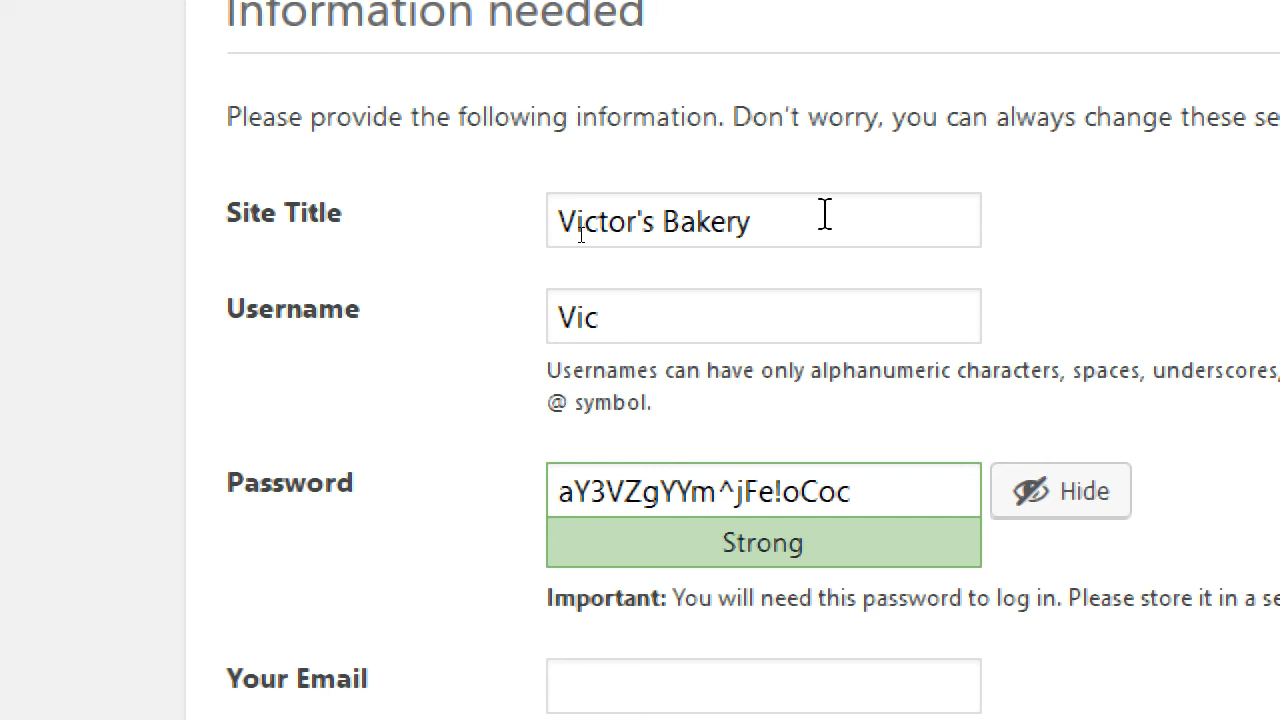 Information needed
Please provide the following information. Don’t worry, you can always change these se
Site Title
Victor's Bakery
Username
Vic
Usernames can have only alphanumeric characters, spaces, underscores,
@ symbol.
Password
aY3VZgYYm^jFe!oCoc
Hide
Strong
Important: You will need this password to log in. Please store it in a se
Your Email